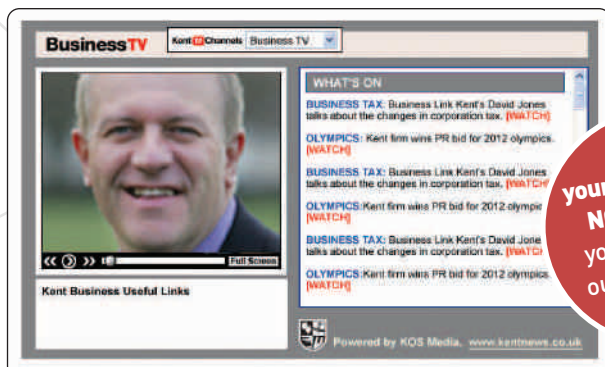 BusinessTV
Kent TV Channels Business TV
WHAT'S ON
BUSINESS TAX: Business Link Kent's David Jones
talks about the changes in corporation tax. [WATCH]
OLYMPICS: Kent firm wins PR bid for 2012 olympics.
[WATCH]
BUSINESS TAX: Business Link Kent's David Jones
talks about the changes in corporation tax. [WATCH]
OLYMPICS:Kent firm wins PR bid for 2012 olympic
[WATCH]
BUSINESS TAX: Business Link Kent's David Jone
talks about the changes in corporation tax. [WATCH
OLYMPICS:Kent firm wins PR bid for 2012 olympics.
[WATCH]
Full Screen
Kent Business Useful Links
Powered by KOS Media. www.kentnews.co.uk
your
N
yo
ou